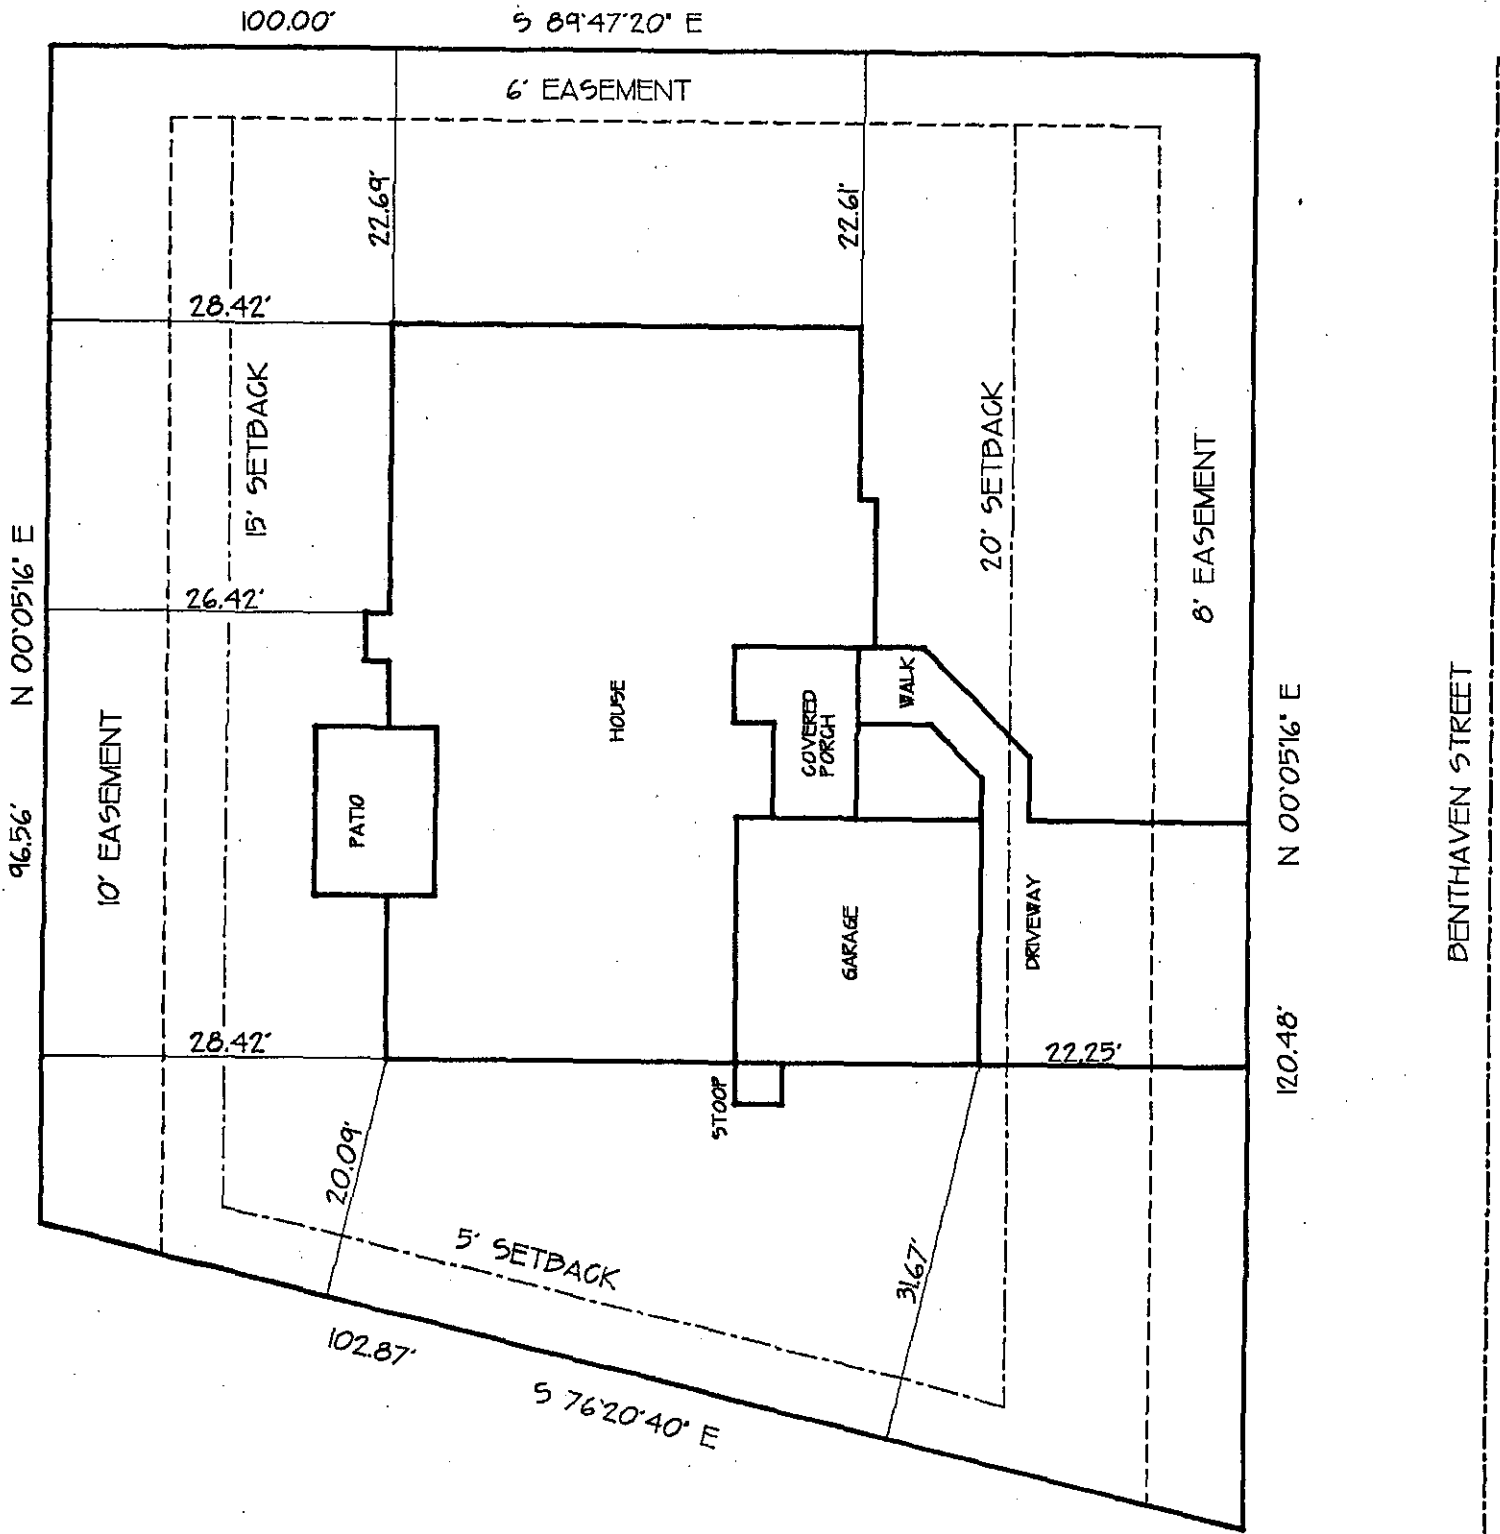 100.00' S 89°47'20" E
6' EASEMENT
22.69'
22.61'
28.42'
15' SETBACK
20' SETBACK
8' EASEMENT
N 00°05'16" E
96.56'
26.42'
10' EASEMENT
HOUSE
PATIO
COVERED
PORCH
WALK
GARAGE
DRIVEWAY
N 00°05'16" E
120.48'
BENTHAVEN STREET
28.42'
22.25'
STOOP
20.09'
31.67'
5' SETBACK
102.87'
S 76°20'40" E